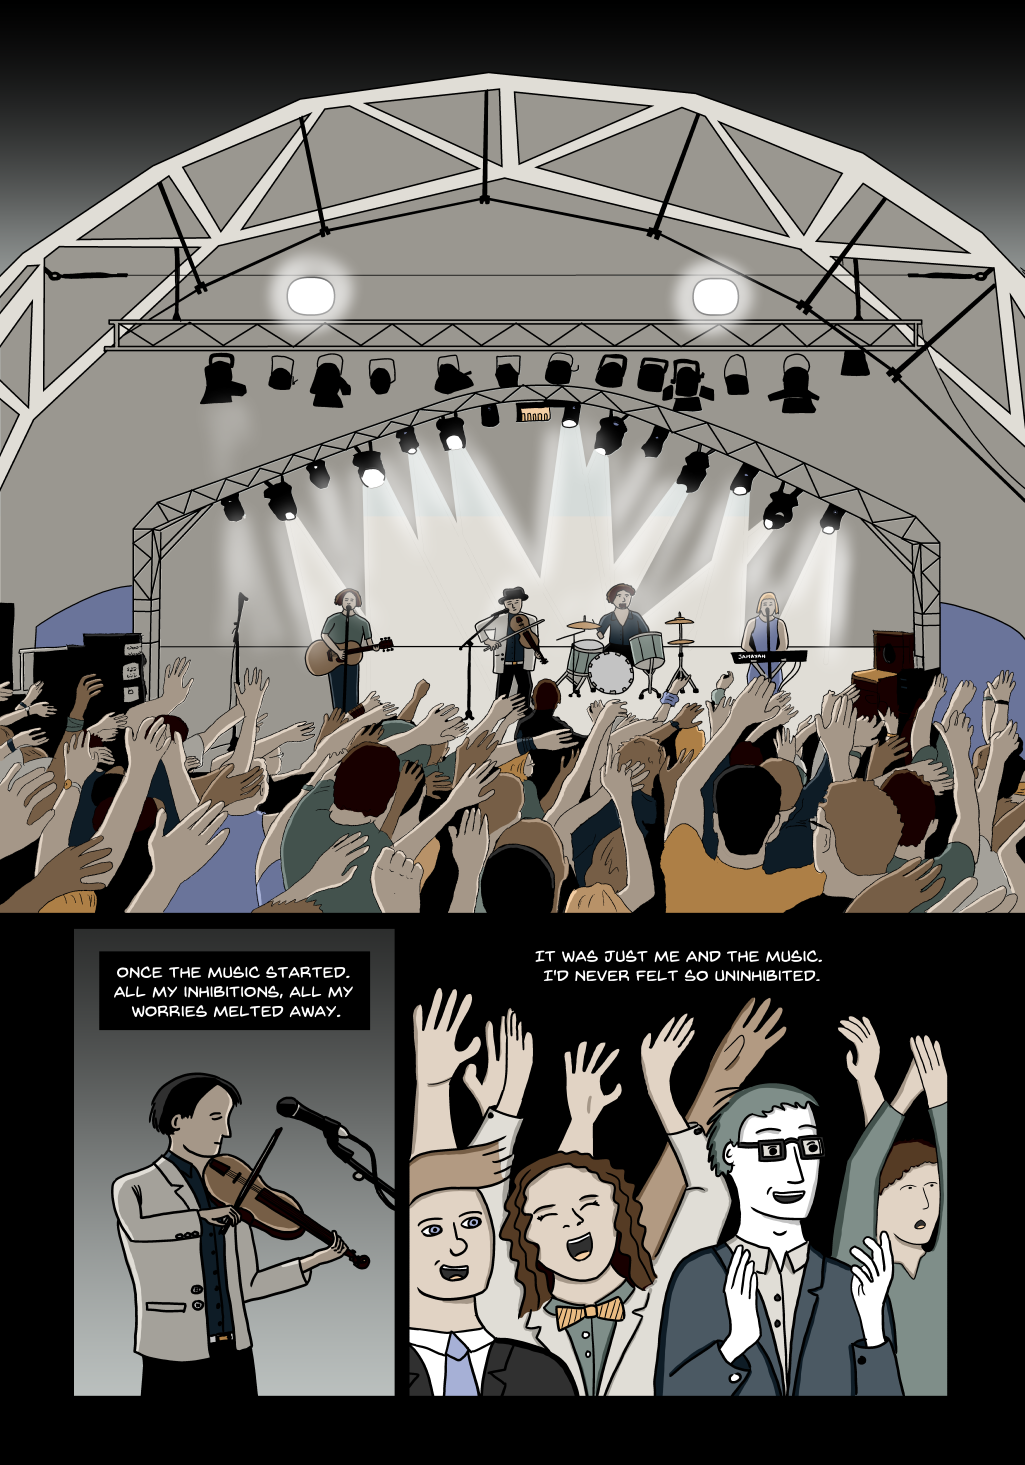 JAMAYAH
ONCE THE MUSIC STARTED.
ALL MY INHIBITIONS, ALL MY
WORRIES MELTED AWAY.
IT WAS JUST ME AND THE MUSIC.
I'D NEVER FELT SO UNINHIBITED.